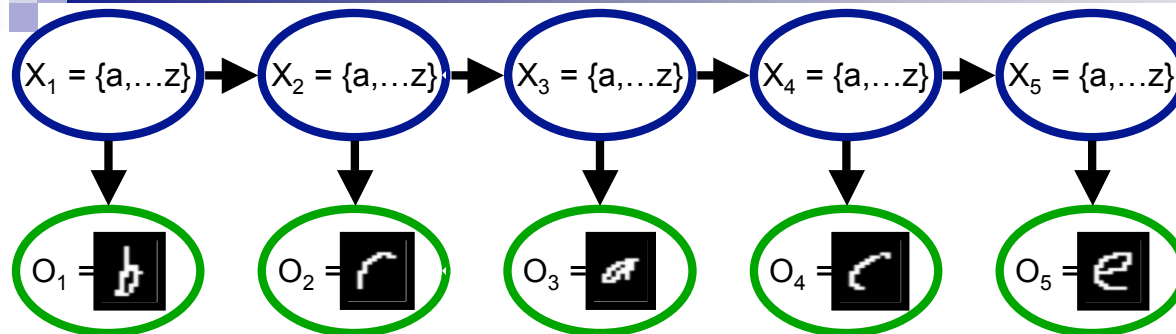 X₁ = {a,…z} X₂ = {a,…z} X₃ = {a,…z} X₄ = {a,…z} X₅ = {a,…z}
O₁ = b O₂ = r O₃ = a O₄ = c O₅ = e